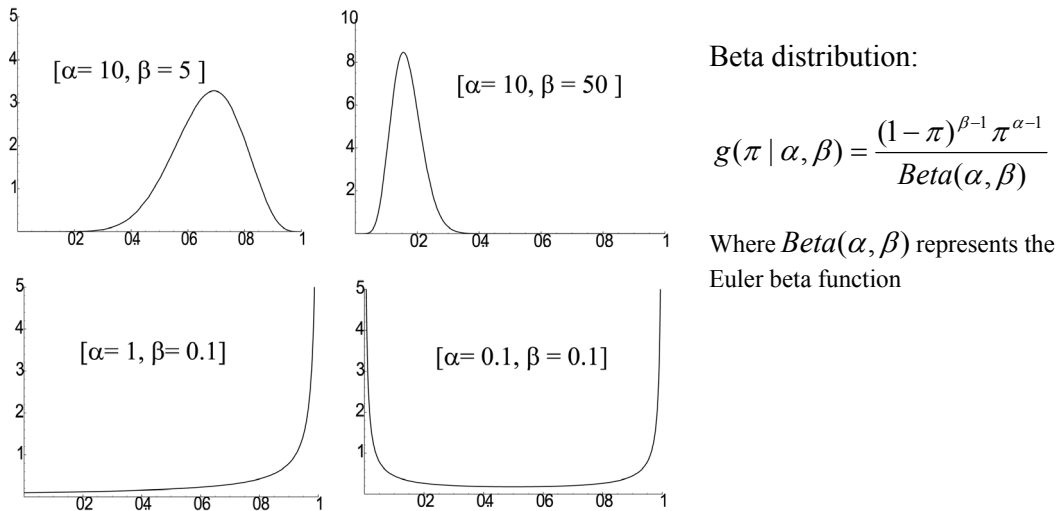 5
4
3
2
1
[α= 10, β = 5 ]
02 04 06 08 1
10
8
6
4
2
[α= 10, β = 50 ]
02 04 06 08 1
Beta distribution:
g(π | α, β) = (1 − π)^{β−1} π^{α−1} / Beta(α, β)
Where Beta(α, β) represents the
Euler beta function
5
4
3
2
1
[α= 1, β= 0.1]
02 04 06 08 1
5
4
3
2
1
[α= 0.1, β = 0.1]
02 04 06 08 1